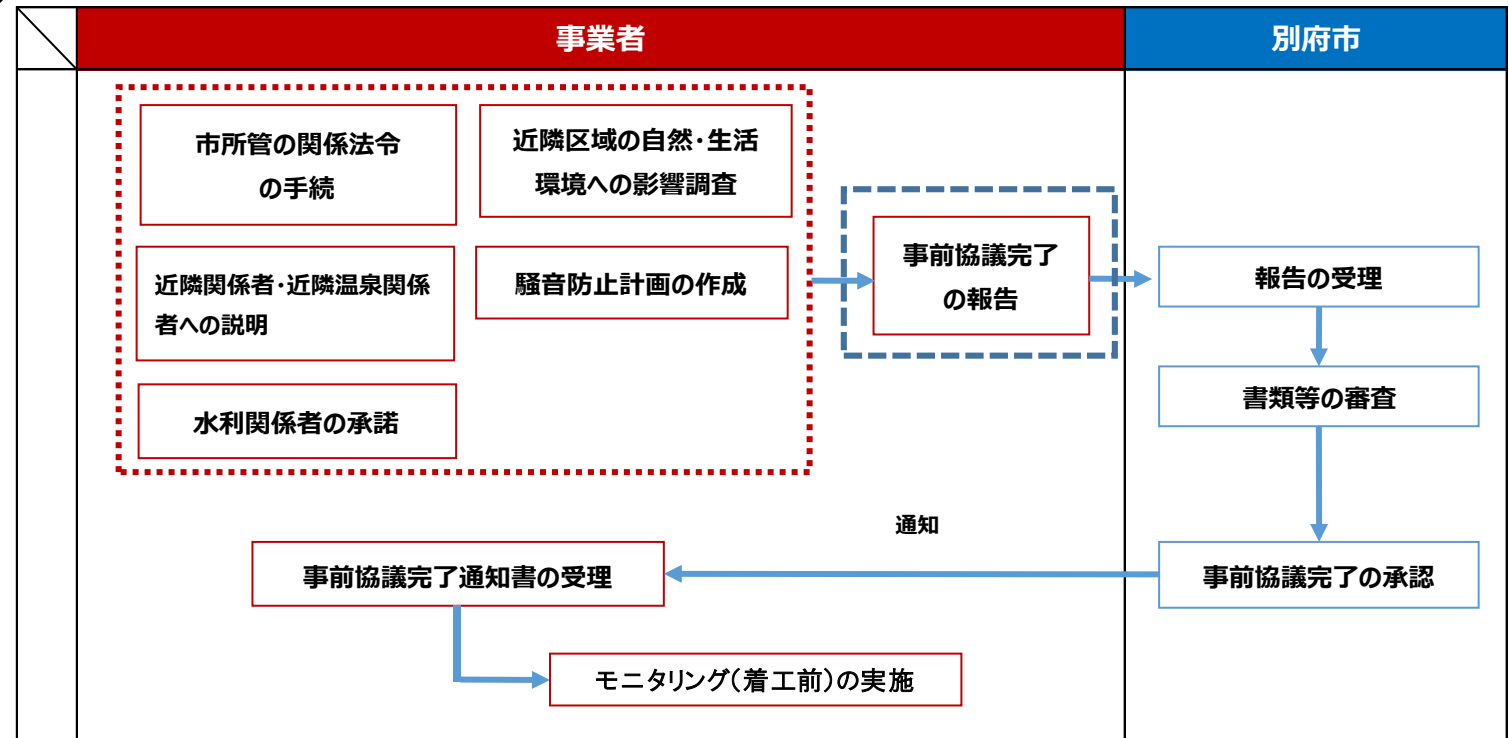 事業者
別府市
市所管の関係法令
の手続
近隣区域の自然・生活
環境への影響調査
近隣関係者・近隣温泉関係
者への説明
騒音防止計画の作成
水利関係者の承諾
事前協議完了
の報告
報告の受理
書類等の審査
通知
事前協議完了通知書の受理
事前協議完了の承認
モニタリング(着工前)の実施